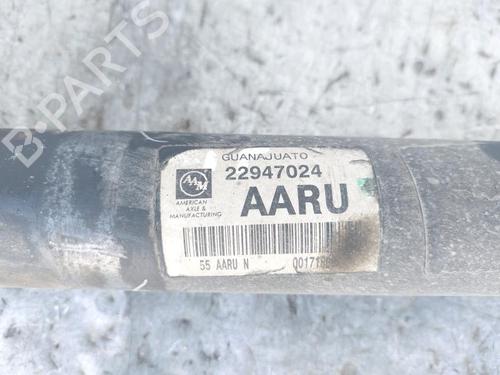 B-PARTS
GUANAJUATO
22947024
AAM
AARU
AMERICAN
AXLE &
MANUFACTURING
55 AARU N